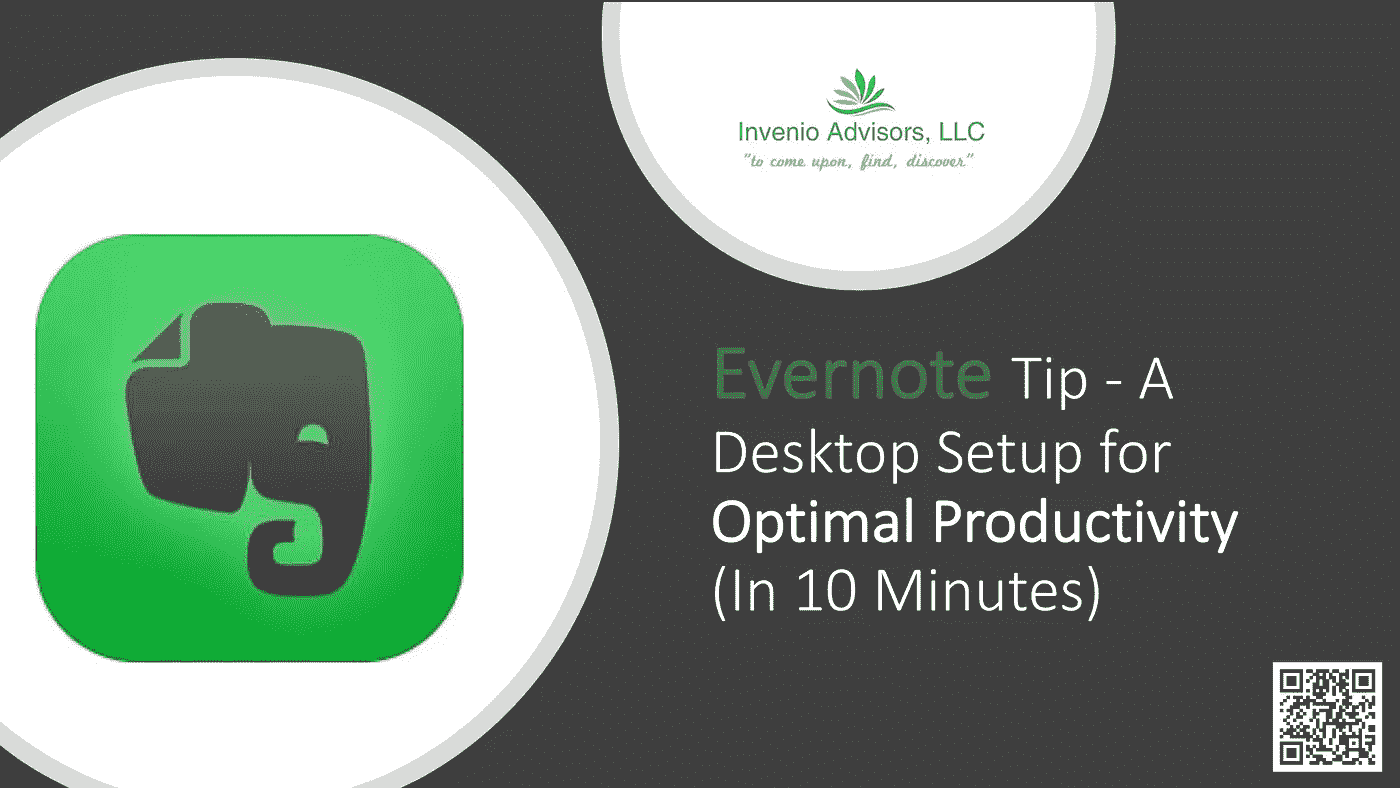 Invenio Advisors, LLC
"to come upon, find, discover"
Evernote Tip - A
Desktop Setup for
Optimal Productivity
(In 10 Minutes)